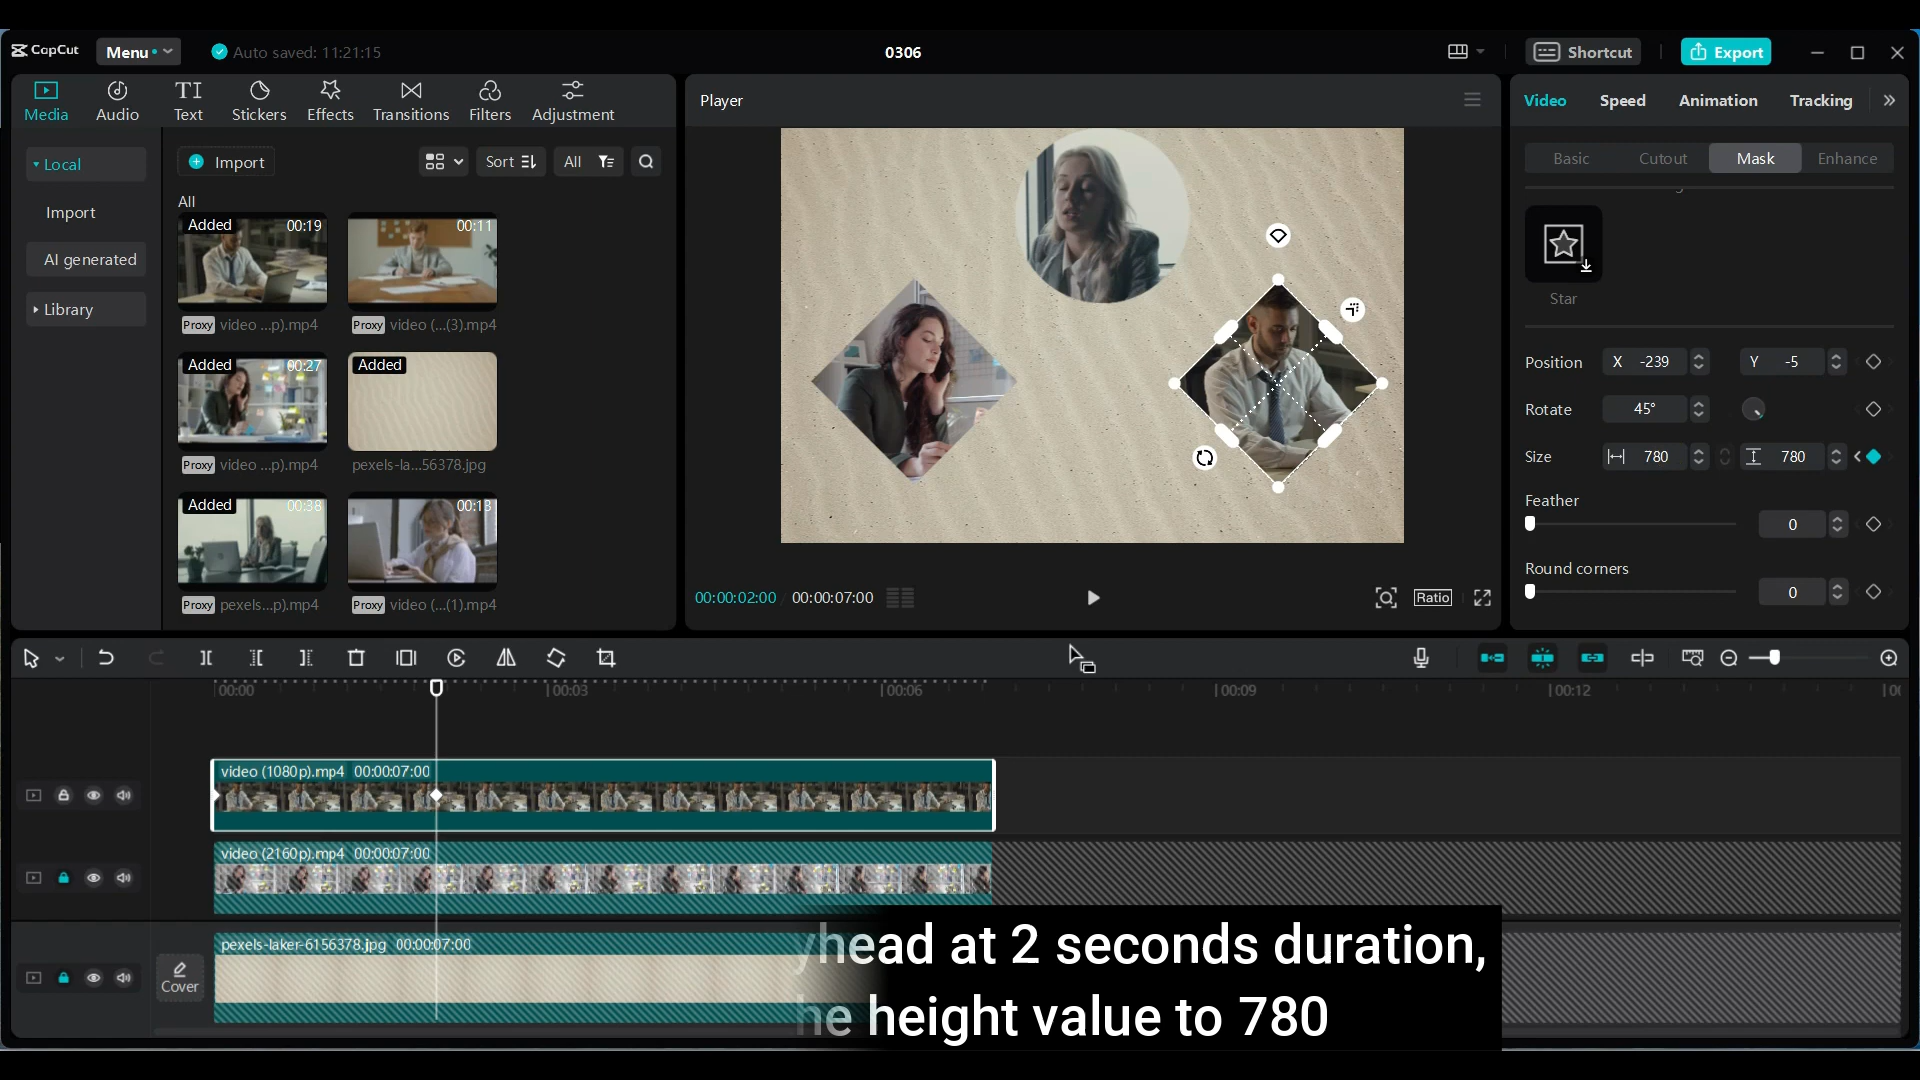 CapCut
Menu
Auto saved: 11:21:15
0306
Shortcut
Export
Media
Audio
Text
Stickers
Effects
Transitions
Filters
Adjustment
Local
Import
AI generated
Library
Import
Sort
All
All
Added 00:19
00:11
Proxy video ...p).mp4
Proxy video (...(3).mp4
Added 00:27
Added
Proxy video ...p).mp4
pexels-la...56378.jpg
Added 00:38
00:13
Proxy pexels...p).mp4
Proxy video (...(1).mp4
Player
00:00:02:00 00:00:07:00
Ratio
Video
Speed
Animation
Tracking
Basic
Cutout
Mask
Enhance
Star
Position X -239 Y -5
Rotate 45°
Size 780 780
Feather
0
Round corners
0
00:00
00:03
00:06
00:09
00:12
video (1080p).mp4 00:00:07:00
video (2160p).mp4 00:00:07:00
pexels-laker-6156378.jpg 00:00:07:00
Cover
yhead at 2 seconds duration,
he height value to 780